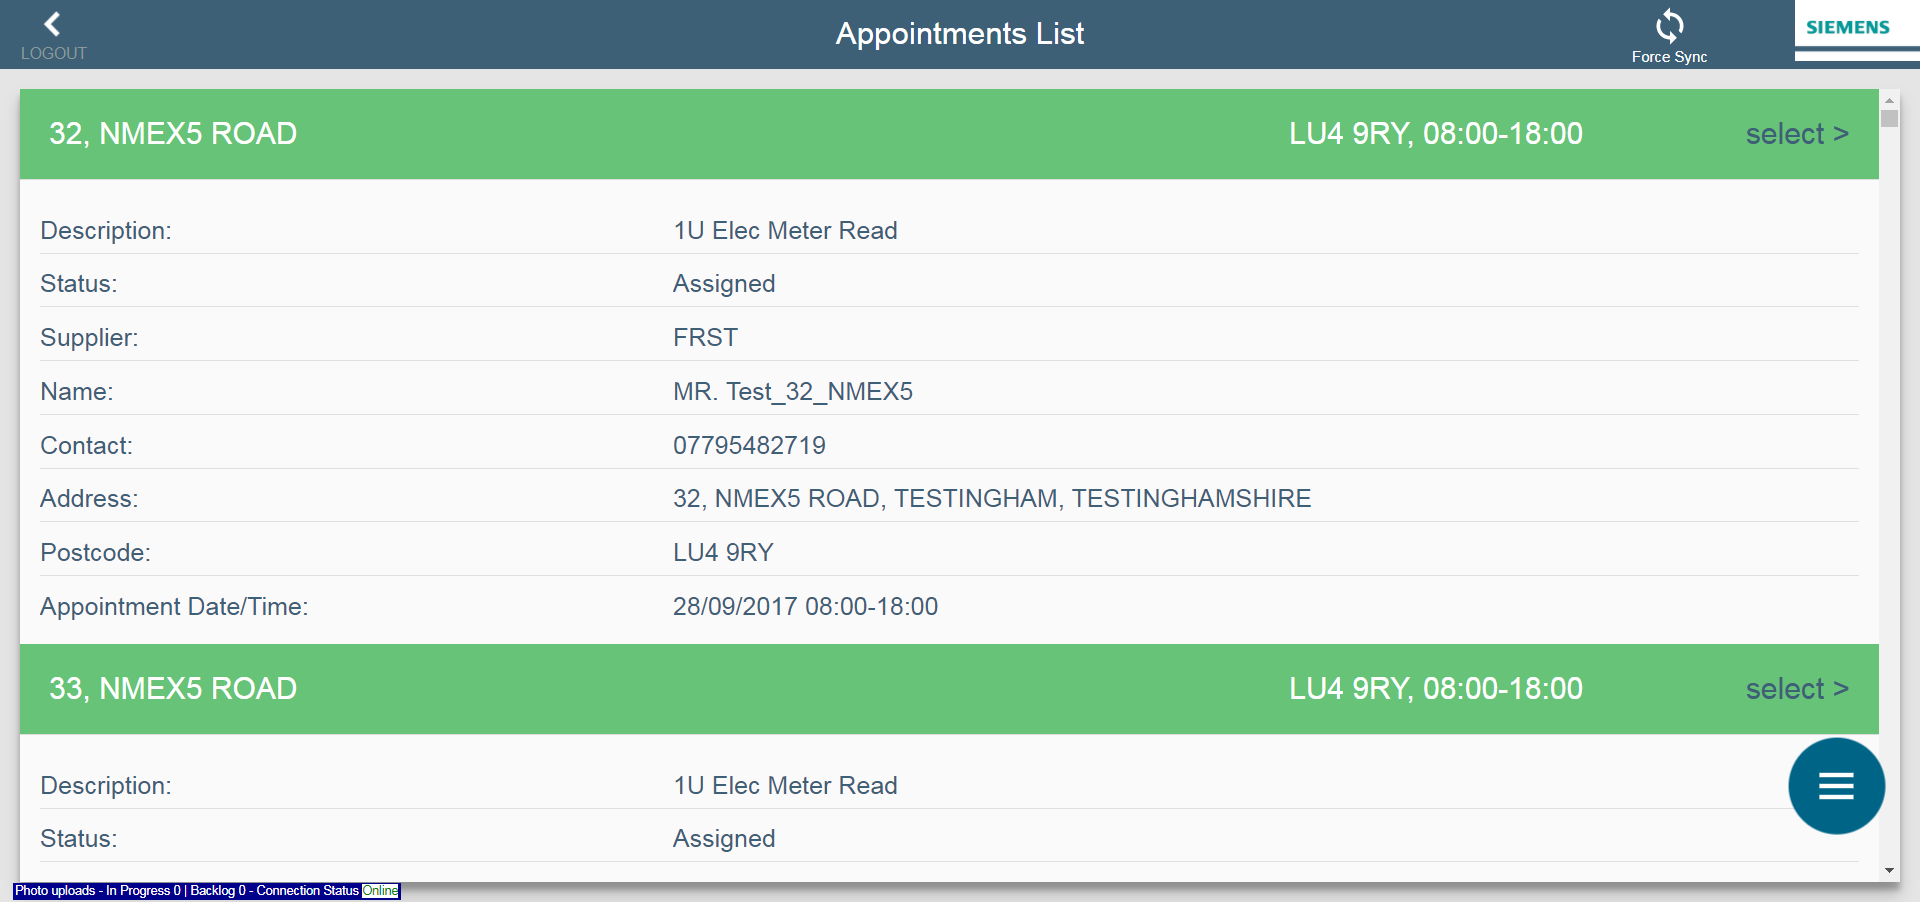 LOGOUT
Appointments List
Force Sync
SIEMENS
32, NMEX5 ROAD LU4 9RY, 08:00-18:00 select >
Description: 1U Elec Meter Read
Status: Assigned
Supplier: FRST
Name: MR. Test_32_NMEX5
Contact: 07795482719
Address: 32, NMEX5 ROAD, TESTINGHAM, TESTINGHAMSHIRE
Postcode: LU4 9RY
Appointment Date/Time: 28/09/2017 08:00-18:00
33, NMEX5 ROAD LU4 9RY, 08:00-18:00 select >
Description: 1U Elec Meter Read
Status: Assigned
Photo uploads - In Progress 0 | Backlog 0 - Connection Status Online